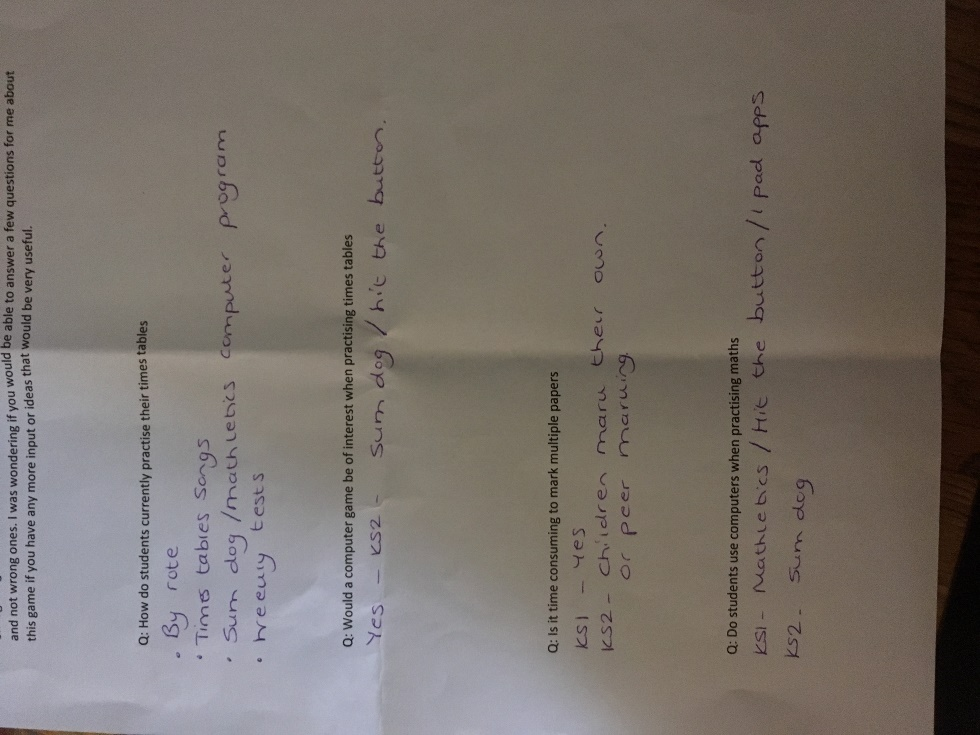 and not wrong ones. I was wondering if you would be able to answer a few questions for me about
this game if you have any more input or ideas that would be very useful.
Q: How do students currently practise their times tables
• By rote
• Times tables songs
• Sum dog/mathletics computer program
• weekly tests
Q: Would a computer game be of interest when practising times tables
Yes - KS2 - Sum dog / hit the button.
Q: Is it time consuming to mark multiple papers
KS1 - Yes
KS2 - Children mark their own.
or peer marking
Q: Do students use computers when practising maths
KS1 - Mathletics / Hit the button / i pad apps
KS2 - Sum dog